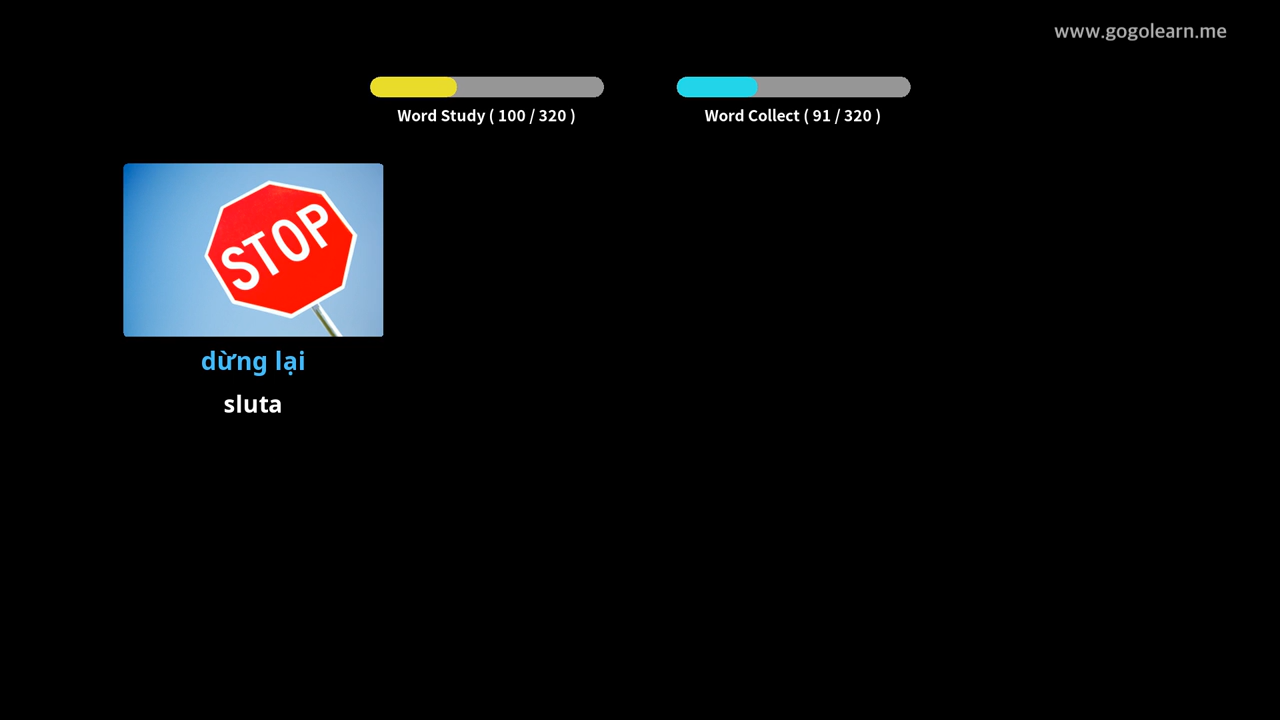 www.gogolearn.me
Word Study ( 100 / 320 )
Word Collect ( 91 / 320 )
STOP
dừng lại
sluta